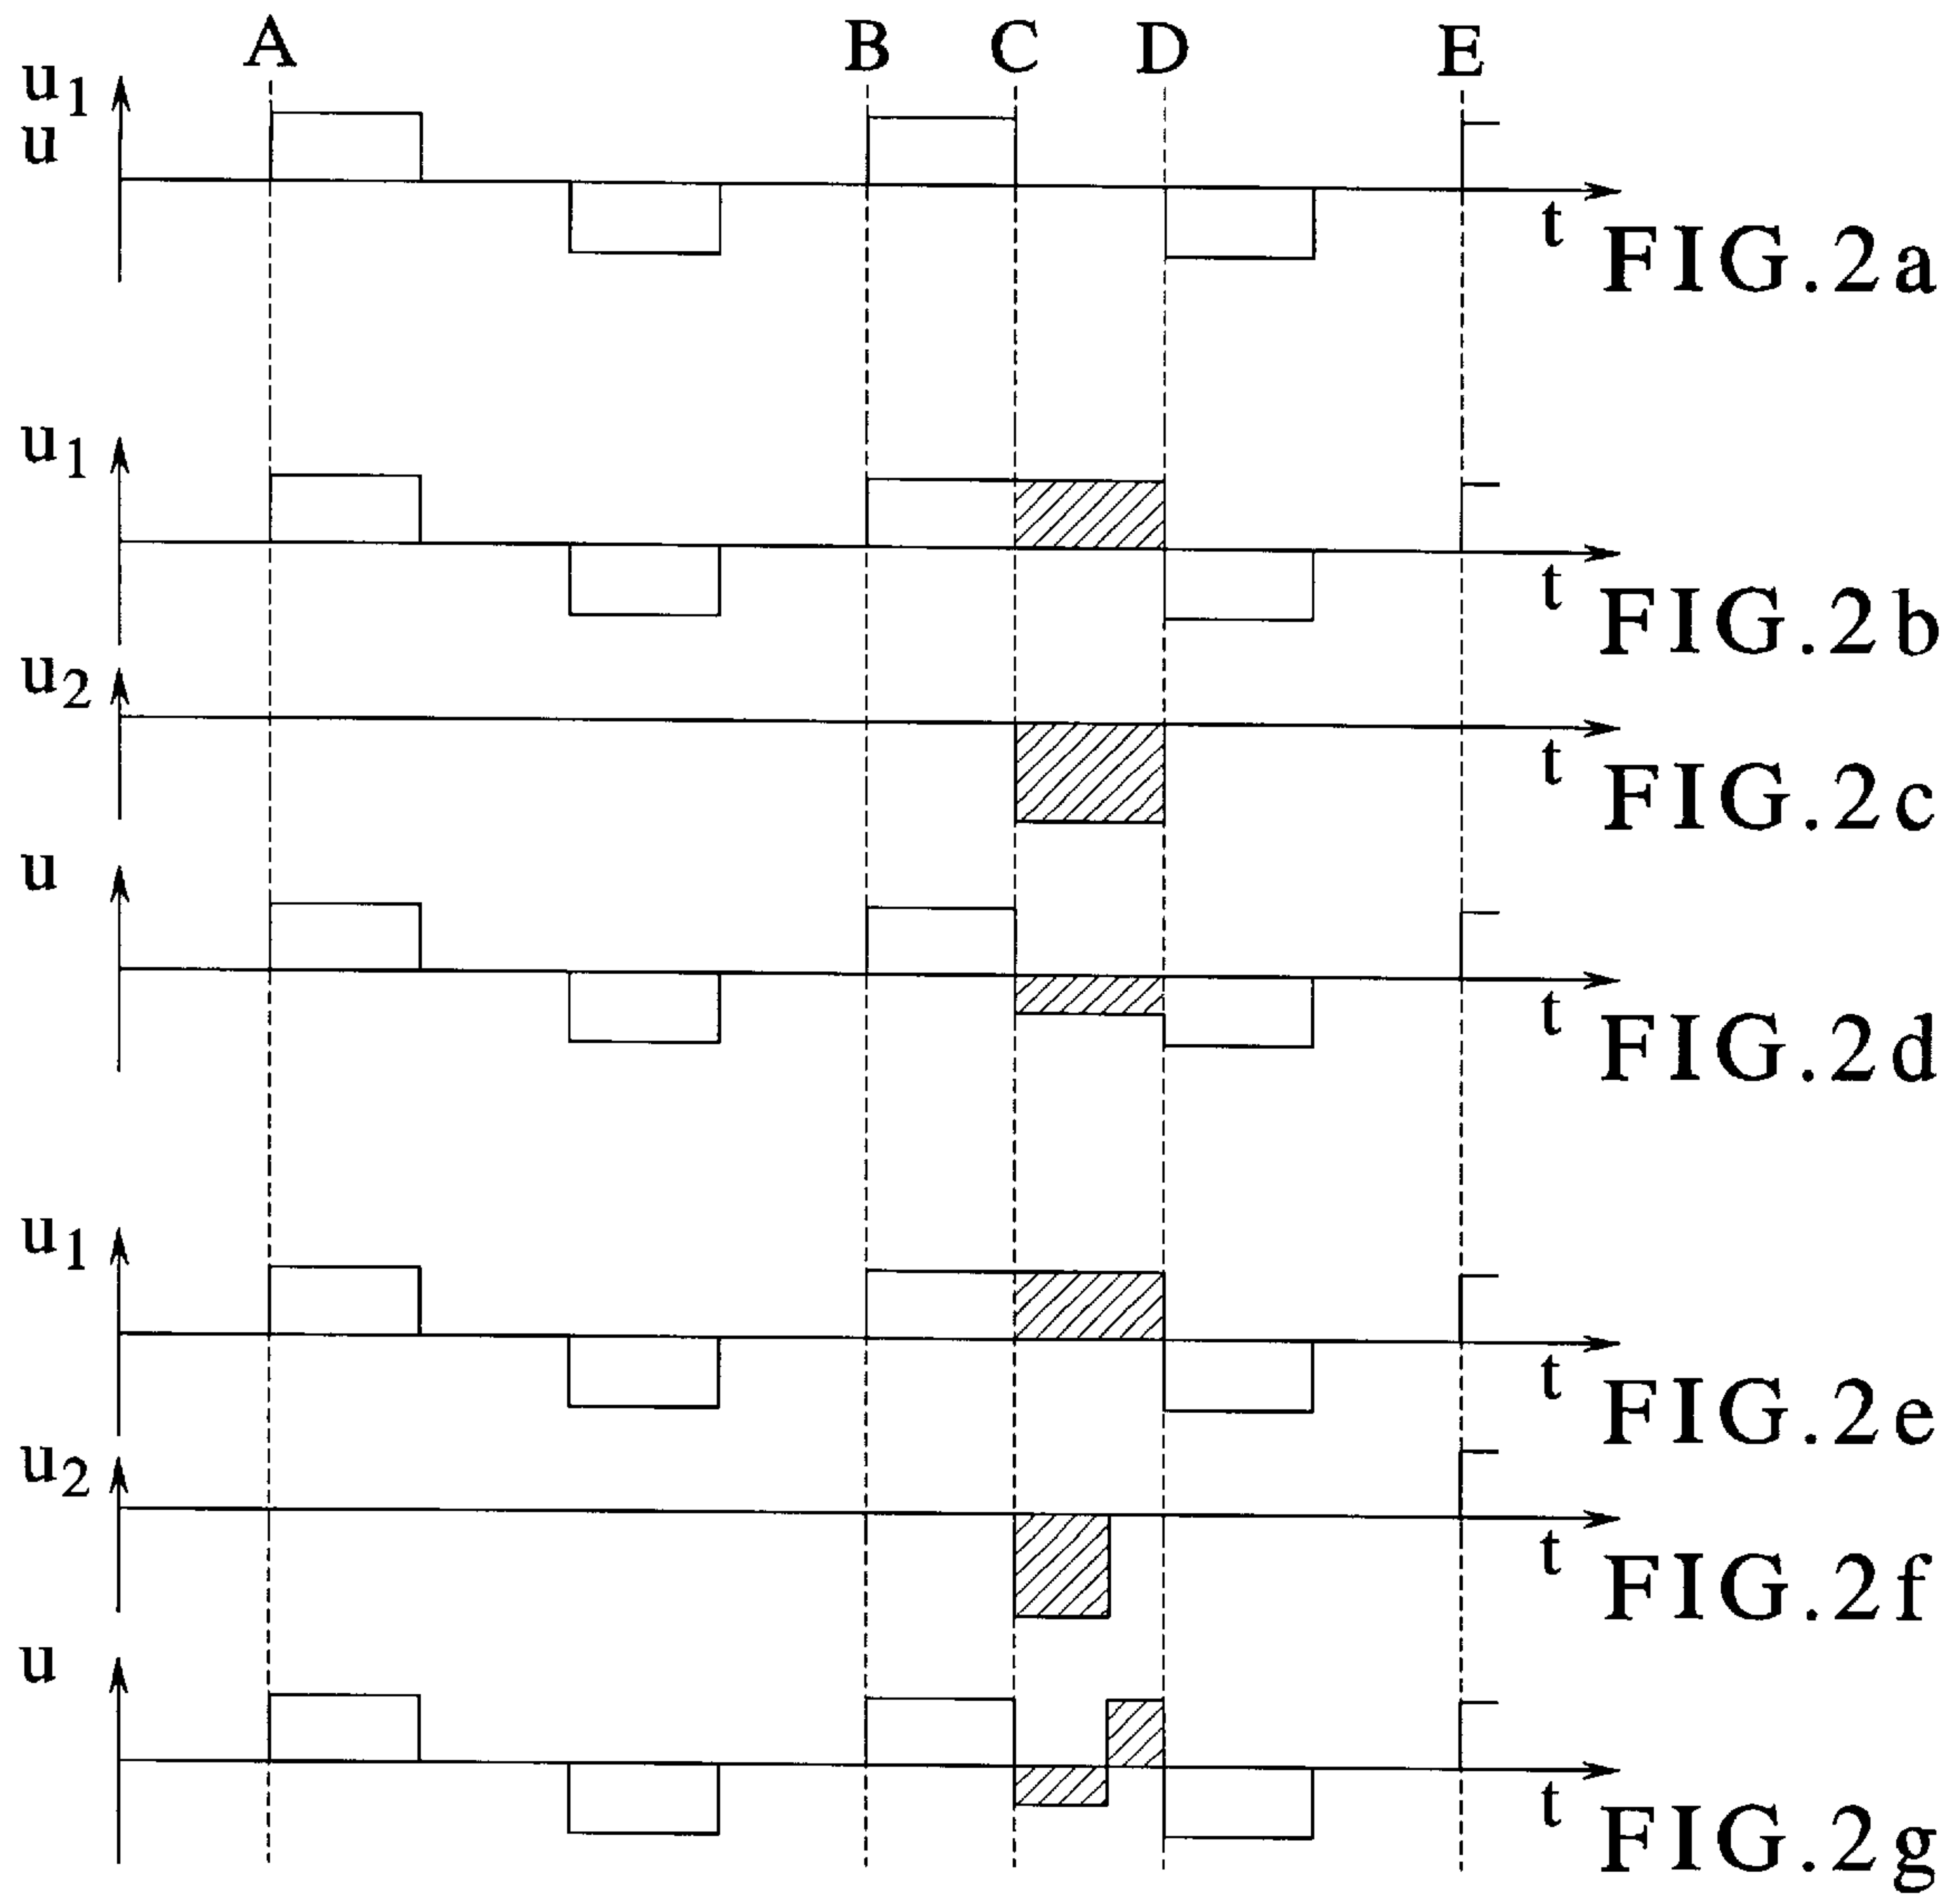 A B C D E
u1
u
t FIG.2a
u1
t FIG.2b
u2
t FIG.2c
u
t FIG.2d
u1
t FIG.2e
u2
t FIG.2f
u
t FIG.2g